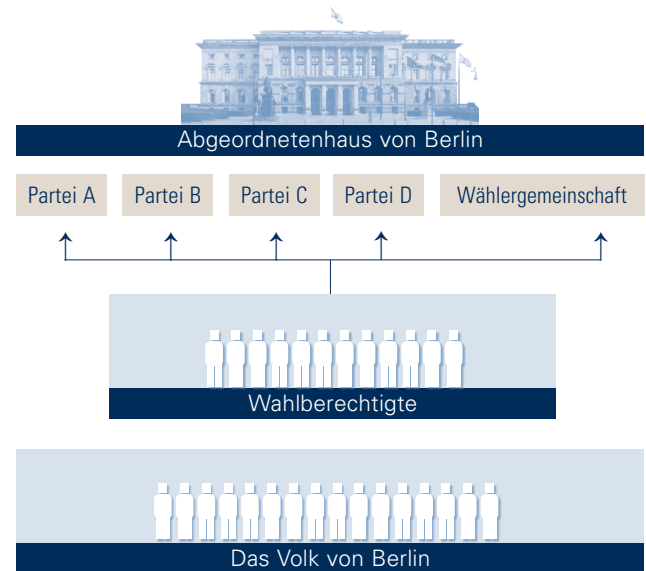 Abgeordnetenhaus von Berlin
Partei A
Partei B
Partei C
Partei D
Wählergemeinschaft
Wahlberechtigte
Das Volk von Berlin